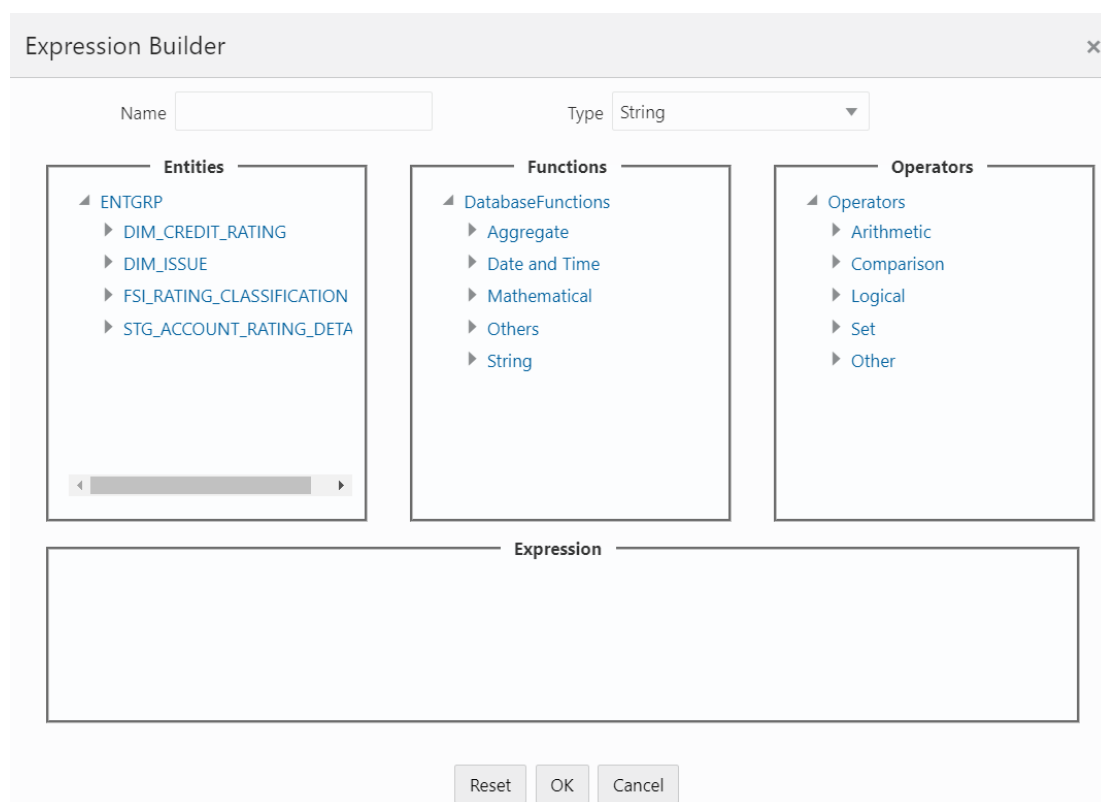 Expression Builder
Name
Type String
Entities
ENTGRP
DIM_CREDIT_RATING
DIM_ISSUE
FSI_RATING_CLASSIFICATION
STG_ACCOUNT_RATING_DETA
Functions
DatabaseFunctions
Aggregate
Date and Time
Mathematical
Others
String
Operators
Operators
Arithmetic
Comparison
Logical
Set
Other
Expression
Reset OK Cancel